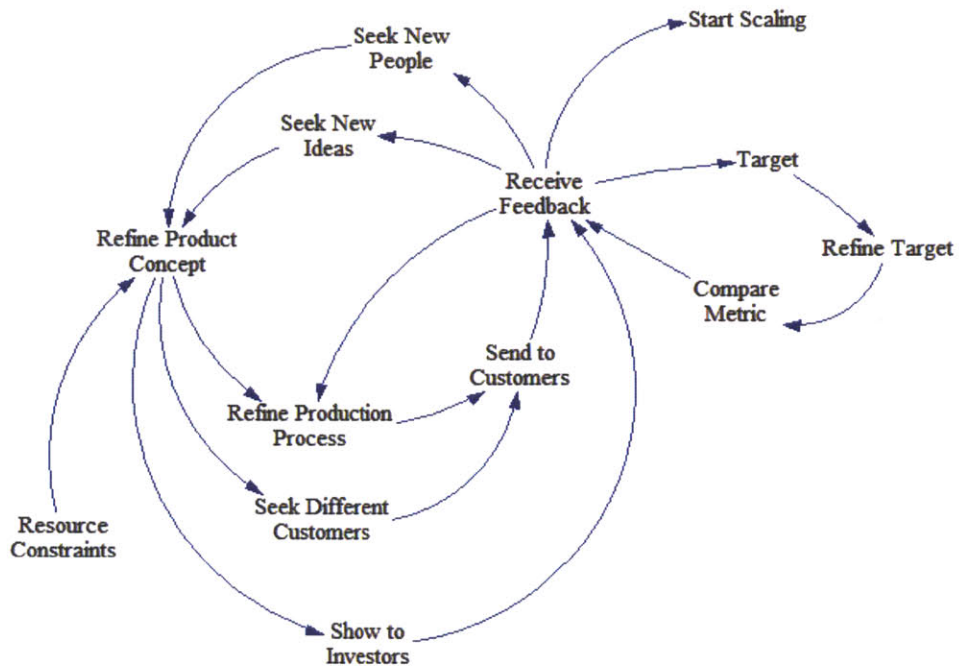 Start Scaling
Seek New
People
Seek New
Ideas
Target
Receive
Feedback
Refine Product
Concept
Refine Target
Compare
Metric
Send to
Customers
Refine Production
Process
Seek Different
Customers
Resource
Constraints
Show to
Investors